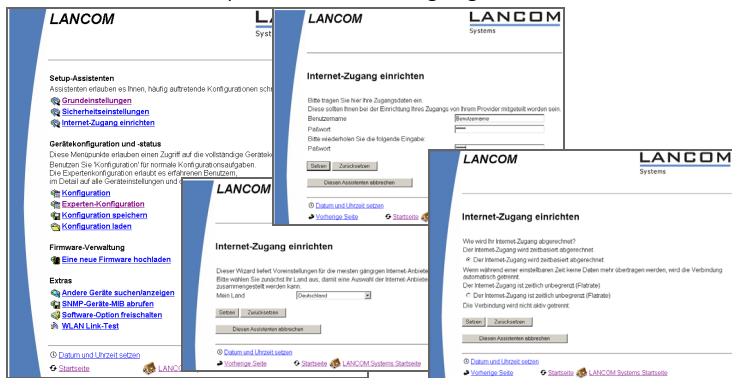 LANCOM
Setup-Assistenten
Assistenten erlauben es Ihnen, häufig auftretende Konfigurationen
Grundeinstellungen
Sicherheitseinstellungen
Internet-Zugang einrichten
Gerätekonfiguration und -status
Diese Menüpunkte erlauben einen Zugriff auf die vollständige
Benutzen Sie 'Konfiguration' für normale Konfigurationsaufgaben.
Die Expertenkonfiguration erlaubt es erfahrenen Benutzern,
im Detail auf alle Geräteeinstellungen und
Konfiguration
Experten-Konfiguration
Konfiguration speichern
Konfiguration laden
Firmware-Verwaltung
Eine neue Firmware hochladen
Extras
Andere Geräte suchen/anzeigen
SNMP-Geräte-MIB abrufen
Software-Option freischalten
WLAN Link-Test
Datum und Uhrzeit setzen
Startseite
LANCOM
LANCOM
Systems
Internet-Zugang einrichten
Bitte tragen Sie hier Ihre Zugangsdaten ein.
Diese sollten Ihnen bei der Einrichtung Ihres Zugangs von Ihrem Provider mitgeteilt worden sein.
Benutzername Benutzername
Paßwort
Bitte wiederholen Sie die folgende Eingabe:
Paßwort
Setzen Zurücksetzen
Diesen Assistenten abbrechen
Datum und Uhrzeit setzen
Vorherige Seite Startseite
LANCOM
Internet-Zugang einrichten
Dieser Wizard liefert Voreinstellungen für die meisten gängigen Internet-Anbieter
Bitte wählen Sie zunächst Ihr Land aus, damit eine Auswahl der Internet-Anbieter
zusammengestellt werden kann.
Mein Land Deutschland
Setzen Zurücksetzen
Diesen Assistenten abbrechen
Datum und Uhrzeit setzen
Vorherige Seite Startseite LANCOM Systems Startseite
LANCOM
LANCOM
Systems
Internet-Zugang einrichten
Wie wird Ihr Internet-Zugang abgerechnet?
Der Internet-Zugang wird zeitbasiert abgerechnet.
Der Internet-Zugang wird zeitbasiert abgerechnet
Wenn während einer einstellbaren Zeit keine Daten mehr übertragen werden, wird die Verbindung
automatisch getrennt.
Der Internet-Zugang ist zeitlich unbegrenzt (Flatrate)
Der Internet-Zugang ist zeitlich unbegrenzt (Flatrate)
Die Verbindung wird nicht aktiv getrennt.
Setzen Zurücksetzen
Diesen Assistenten abbrechen
Datum und Uhrzeit setzen
Vorherige Seite Startseite LANCOM Systems Startseite